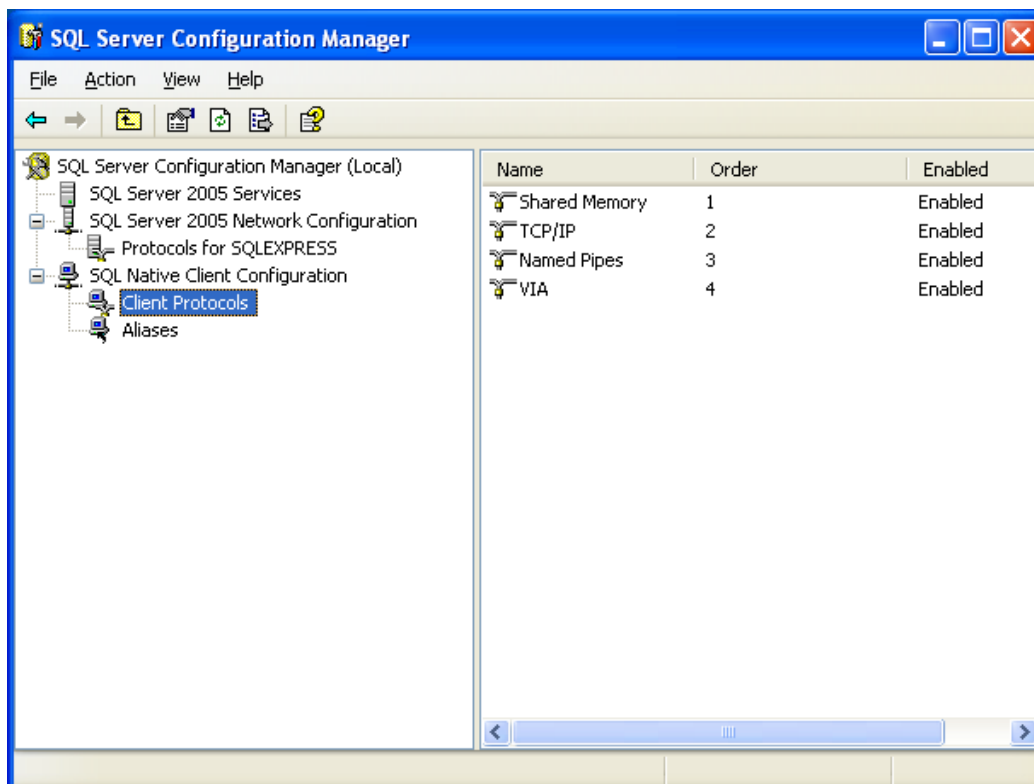 SQL Server Configuration Manager
File Action View Help
SQL Server Configuration Manager (Local)
SQL Server 2005 Services
SQL Server 2005 Network Configuration
Protocols for SQLEXPRESS
SQL Native Client Configuration
Client Protocols
Aliases
Name Order Enabled
Shared Memory 1 Enabled
TCP/IP 2 Enabled
Named Pipes 3 Enabled
VIA 4 Enabled